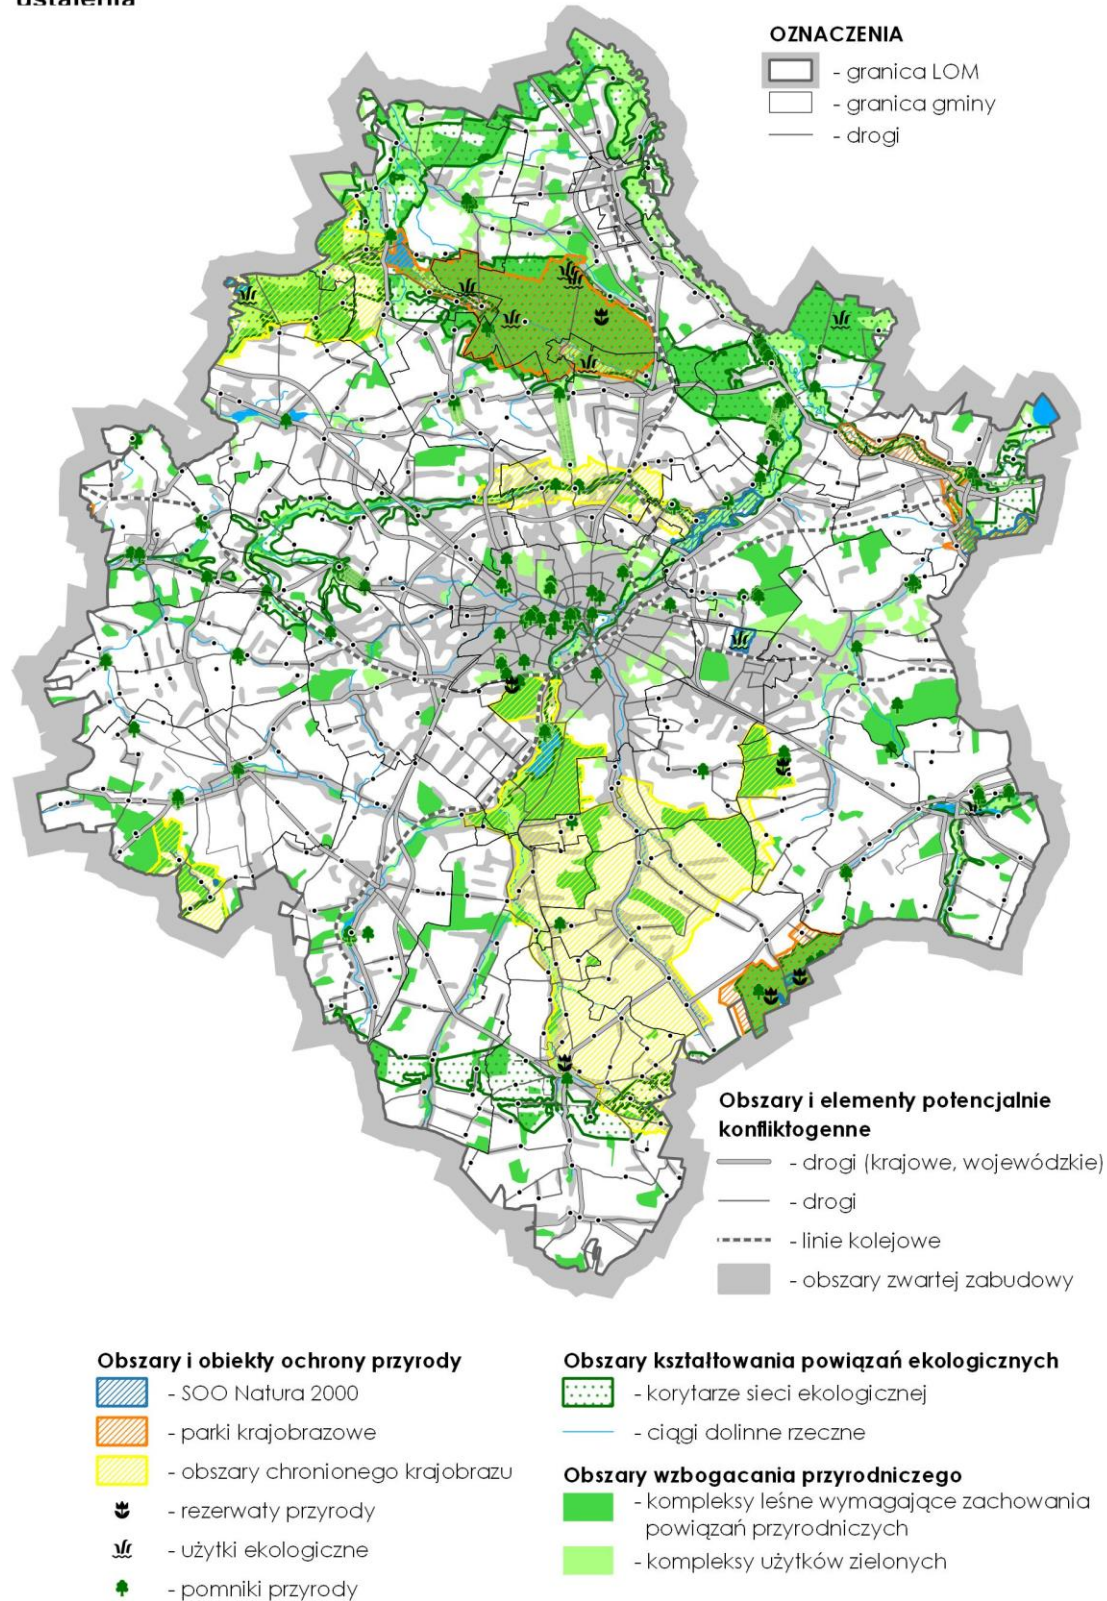 ustalenia
OZNACZENIA
- granica LOM
- granica gminy
- drogi
Obszary i elementy potencjalnie
konfliktogenne
- drogi (krajowe, wojewódzkie)
- drogi
- linie kolejowe
- obszary zwartej zabudowy
Obszary i obiekty ochrony przyrody
- SOO Natura 2000
- parki krajobrazowe
- obszary chronionego krajobrazu
- rezerwaty przyrody
- użytki ekologiczne
- pomniki przyrody
Obszary kształtowania powiązań ekologicznych
- korytarze sieci ekologicznej
- ciągi dolinne rzeczne
Obszary wzbogacania przyrodniczego
- kompleksy leśne wymagające zachowania
powiązań przyrodniczych
- kompleksy użytków zielonych